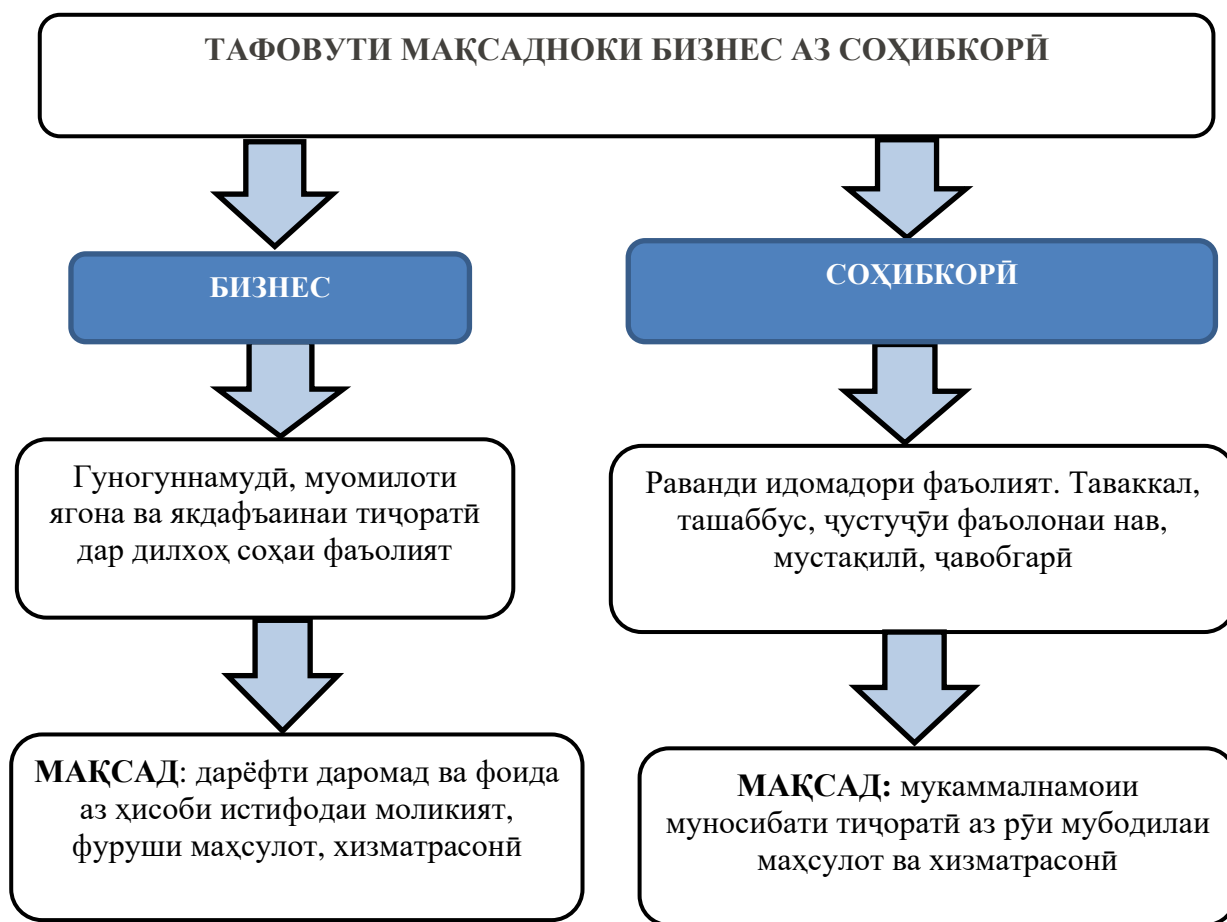 ТАФОВУТИ МАҚСАДНОКИ БИЗНЕС АЗ СОҲИБКОРӢ
БИЗНЕС
СОҲИБКОРӢ
Гуногуннамудӣ, муомилоти
ягона ва якдафъаинаи тиҷоратӣ
дар дилхоҳ соҳаи фаъолият
Раванди идомадори фаъолият. Таваккал,
ташаббус, ҷустуҷӯи фаъолонаи нав,
мустақилӣ, ҷавобгарӣ
МАҚСАД: дарёфти даромад ва фоида
аз ҳисоби истифодаи моликият,
фуруши маҳсулот, хизматрасонӣ
МАҚСАД: мукаммалнамоии
муносибати тиҷоратӣ аз рӯи мубодилаи
маҳсулот ва хизматрасонӣ